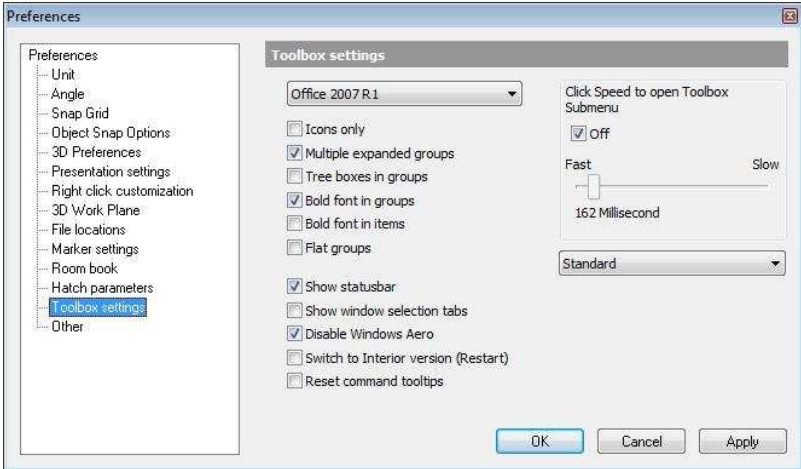 Preferences
Preferences
Unit
Angle
Snap Grid
Object Snap Options
3D Preferences
Presentation settings
Right click customization
3D Work Plane
File locations
Marker settings
Room book
Hatch parameters
Toolbox settings
Other
Toolbox settings
Office 2007 R1
Icons only
Multiple expanded groups
Tree boxes in groups
Bold font in groups
Bold font in items
Flat groups
Show statusbar
Show window selection tabs
Disable Windows Aero
Switch to Interior version (Restart)
Reset command tooltips
Click Speed to open Toolbox
Submenu
Off
Fast Slow
162 Millisecond
Standard
OK Cancel Apply